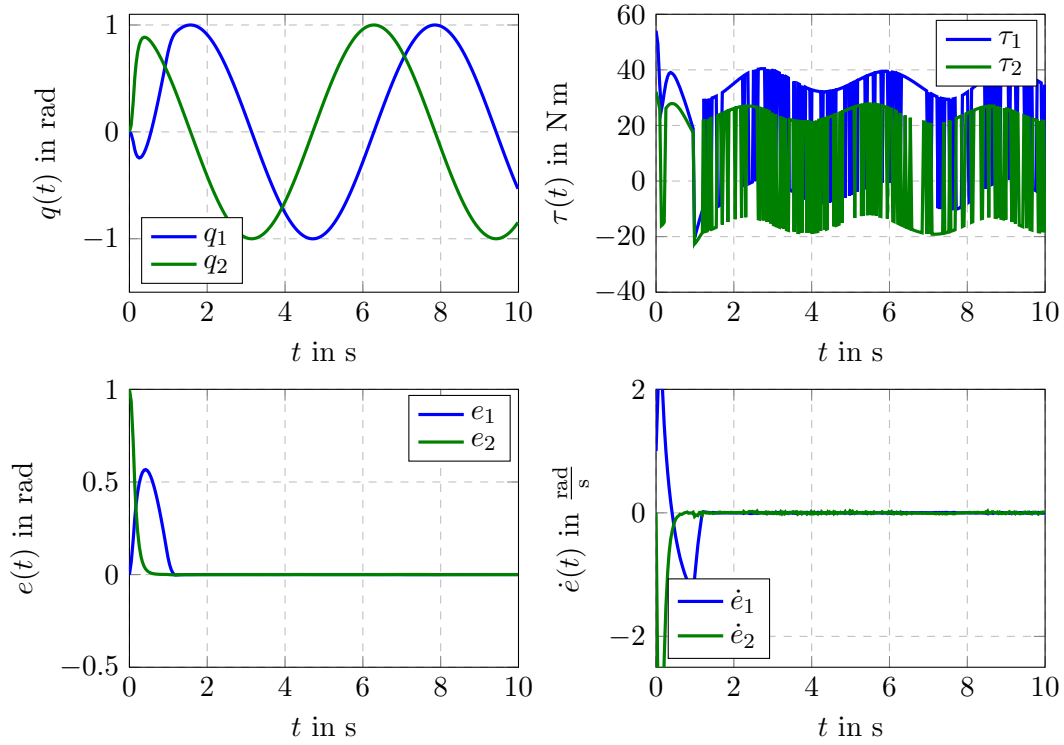 1
0
−1
q(t) in rad
q₁
q₂
0 2 4 6 8 10
t in s
60
40
20
0
−20
−40
τ(t) in N m
τ₁
τ₂
0 2 4 6 8 10
t in s
1
0.5
0
−0.5
e(t) in rad
e₁
e₂
0 2 4 6 8 10
t in s
2
0
−2
ė(t) in rad/s
ė₁
ė₂
0 2 4 6 8 10
t in s